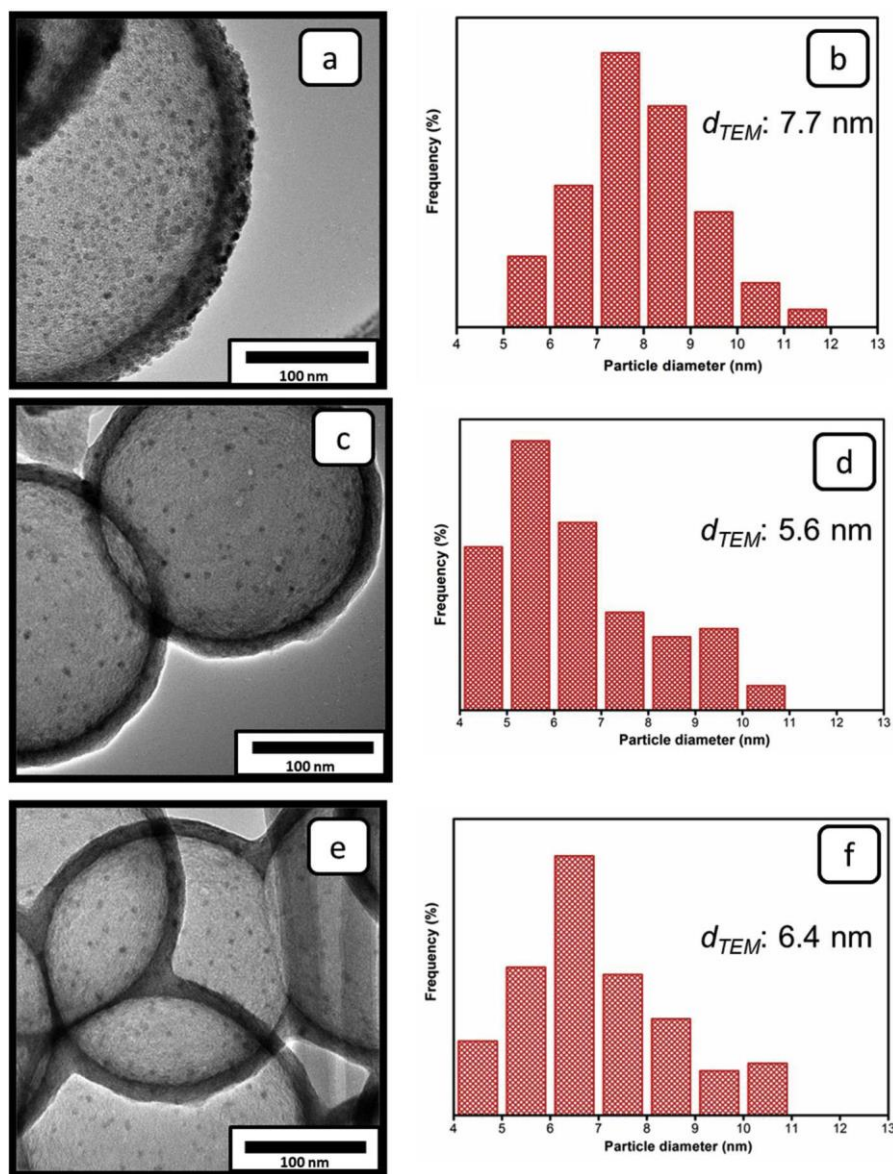 a
100 nm
b
d_TEM: 7.7 nm
Frequency (%)
4 5 6 7 8 9 10 11 12 13
Particle diameter (nm)
c
100 nm
d
d_TEM: 5.6 nm
Frequency (%)
4 5 6 7 8 9 10 11 12 13
Particle diameter (nm)
e
100 nm
f
d_TEM: 6.4 nm
Frequency (%)
4 5 6 7 8 9 10 11 12 13
Particle diameter (nm)